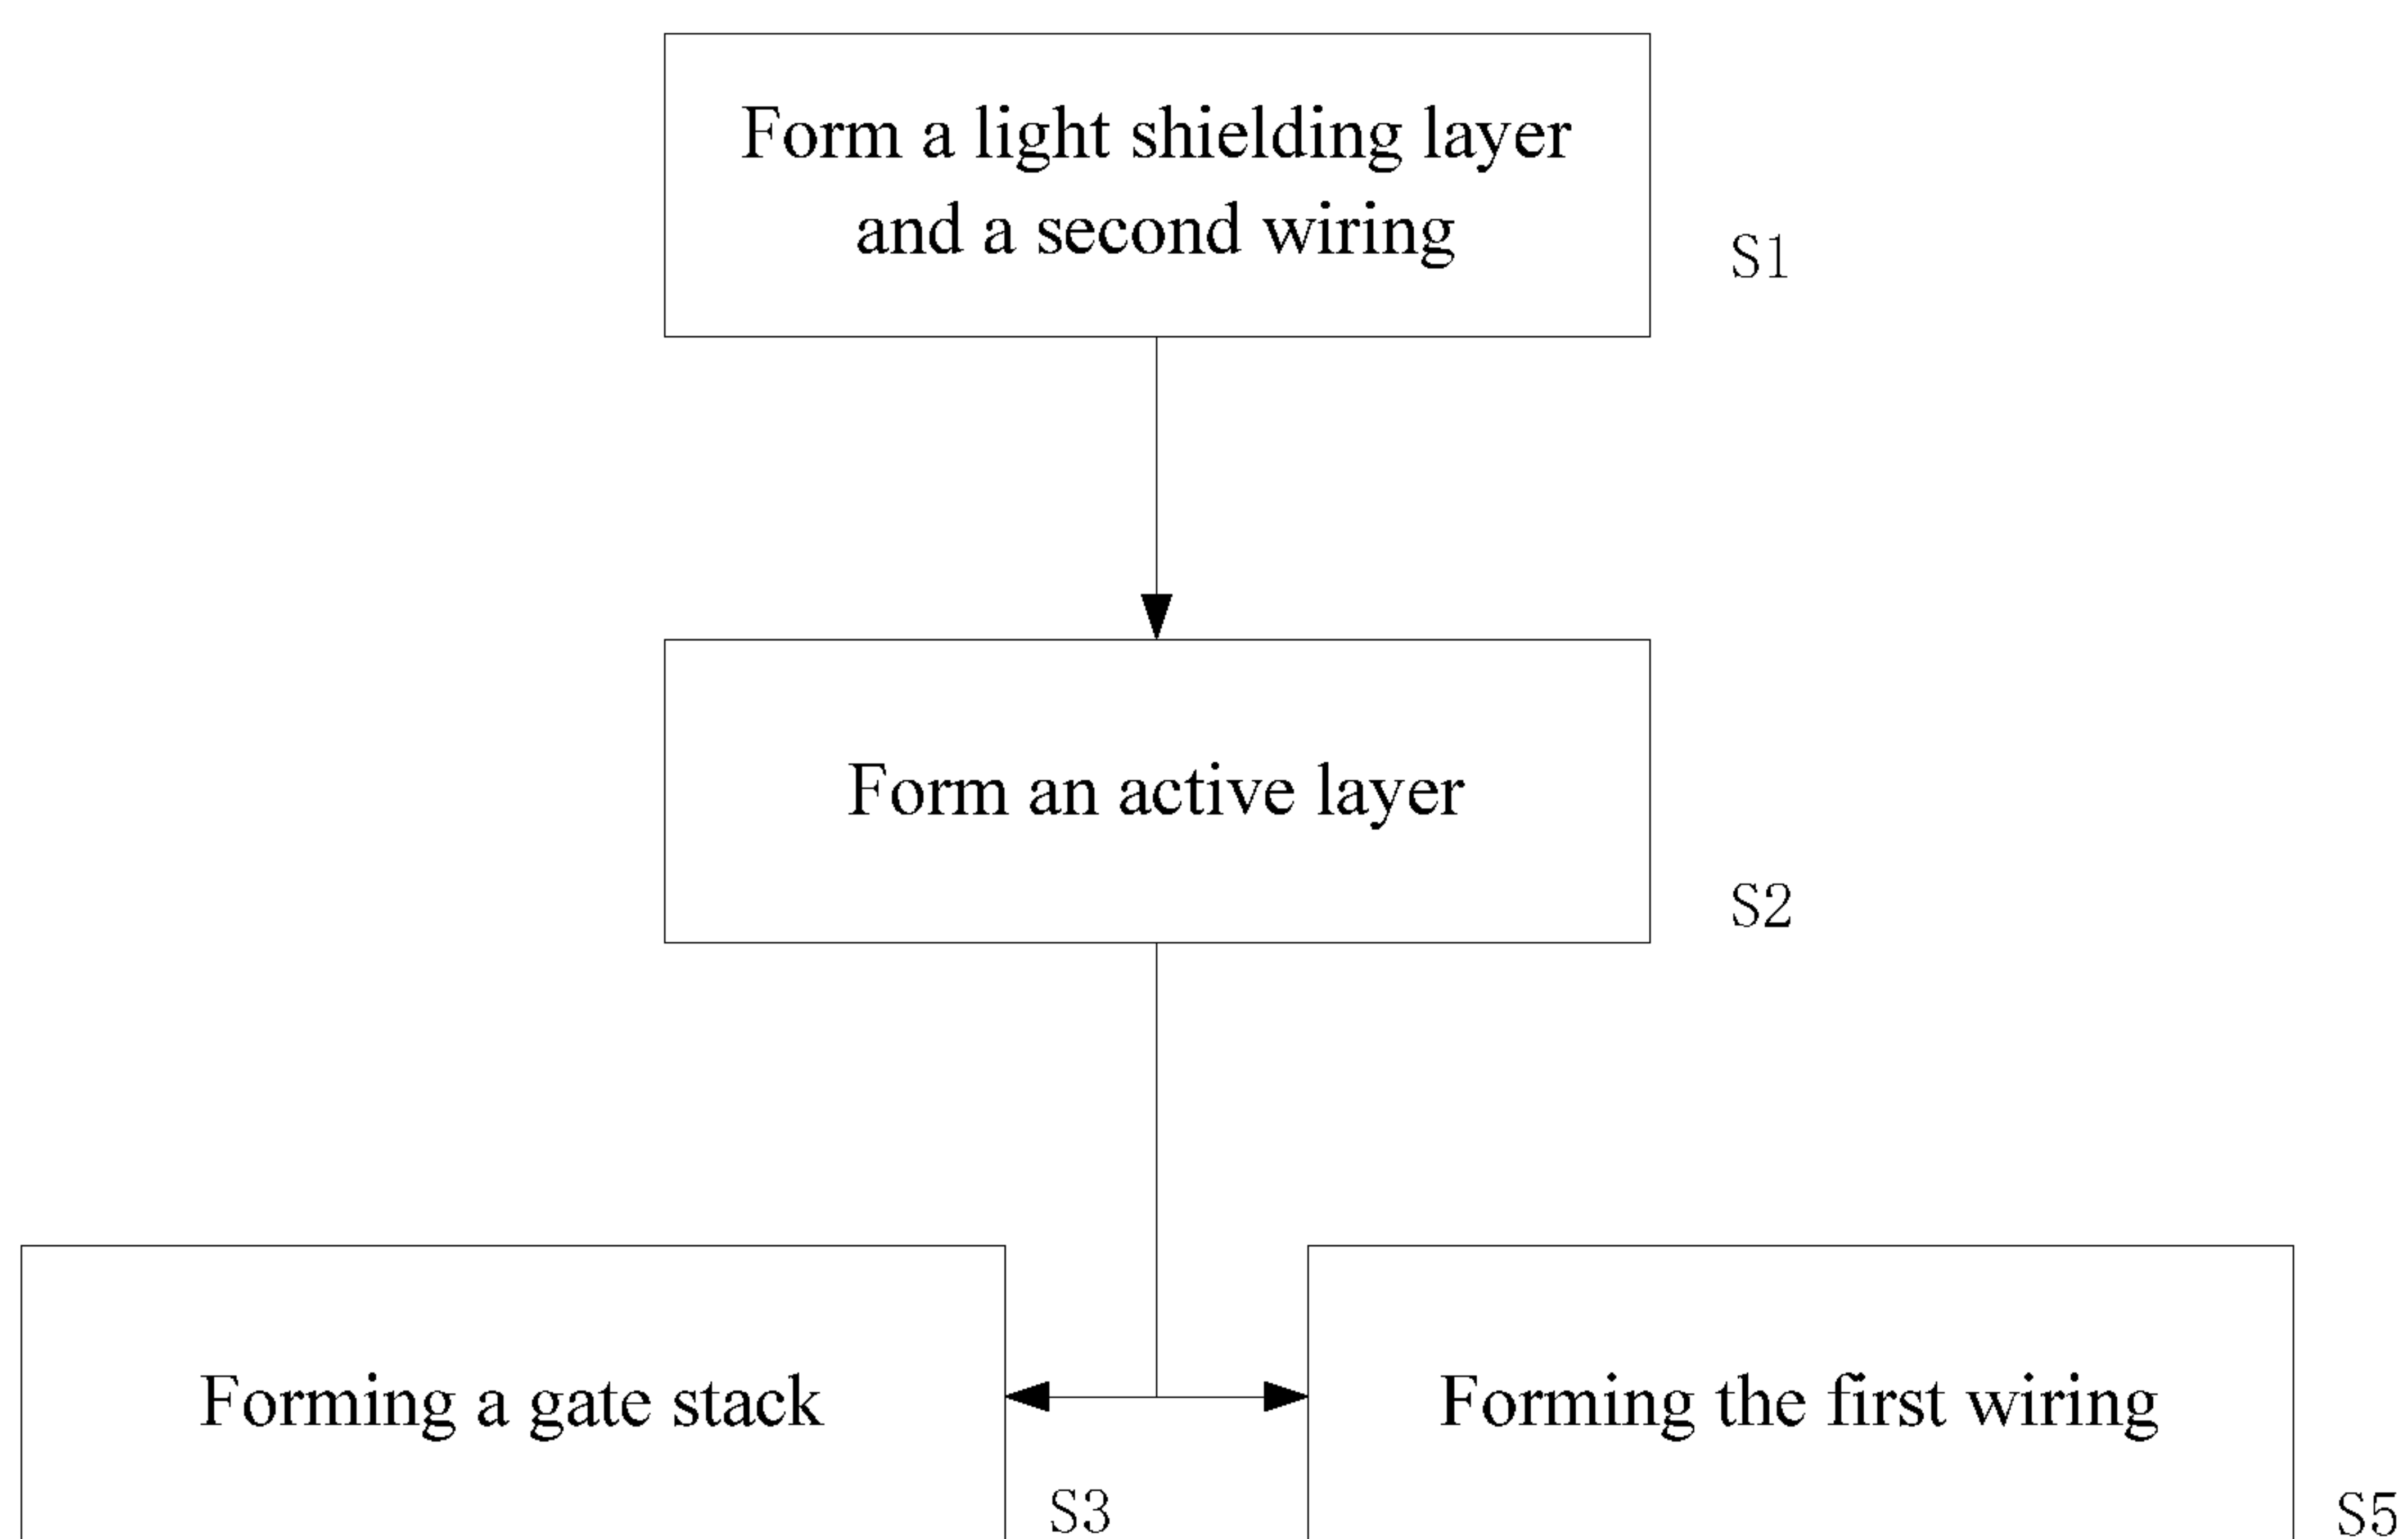 Form a light shielding layer
and a second wiring
S1
Form an active layer
S2
Forming a gate stack
S3
Forming the first wiring
S5